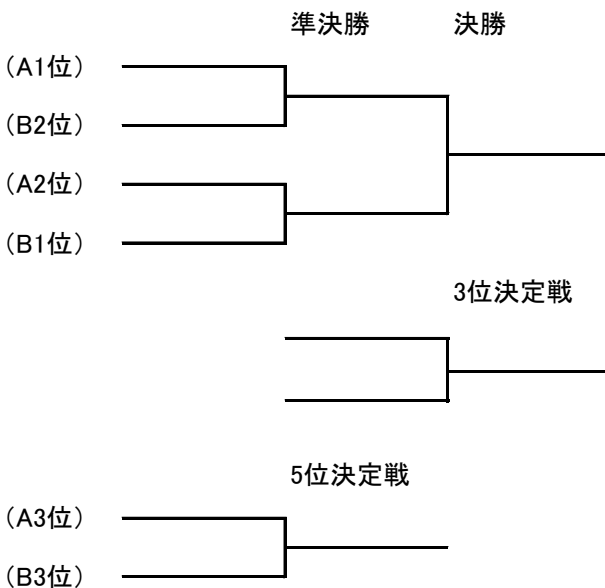 準決勝 決勝
(A1位)
(B2位)
(A2位)
(B1位)
3位決定戦
5位決定戦
(A3位)
(B3位)